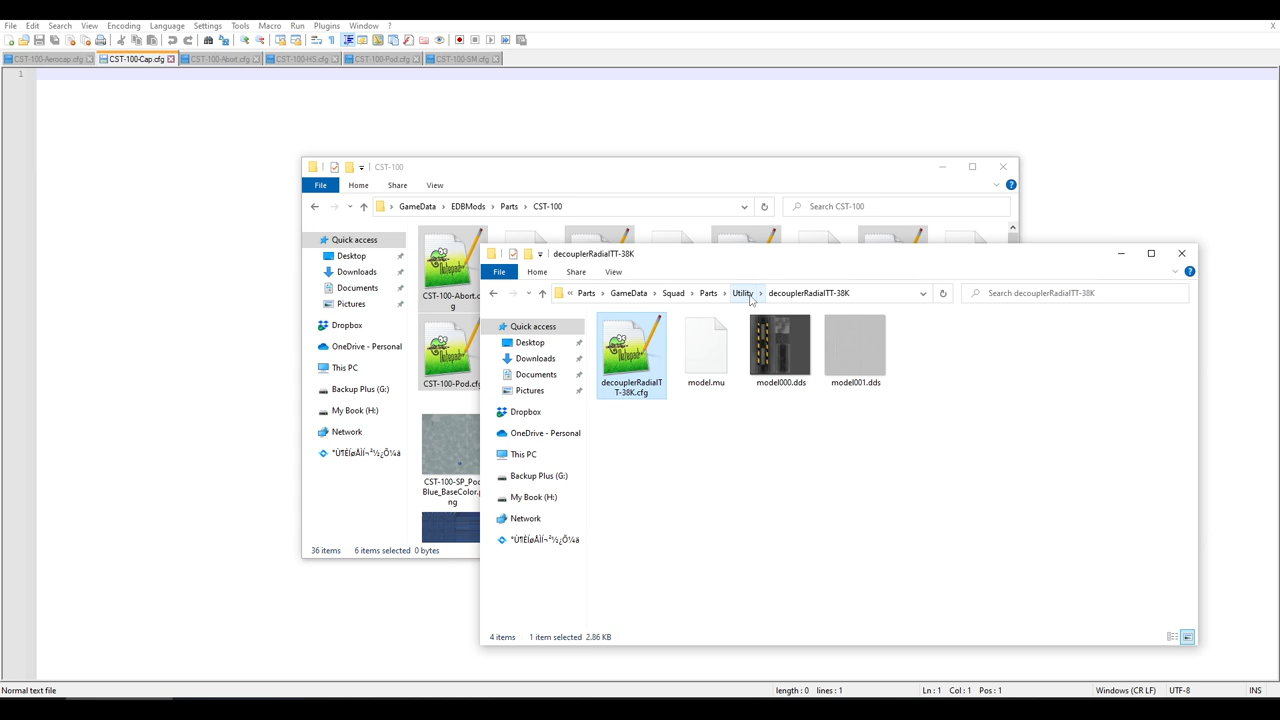 File Edit Search View Encoding Language Settings Tools Macro Run Plugins Window ? X
CST-100-Aerocap.cfg CST-100-Cap.cfg CST-100-Abort.cfg CST-100-HS.cfg CST-100-Pod.cfg CST-100-SM.cfg
1
CST-100
File Home Share View
GameData › EDBMods › Parts › CST-100
Search CST-100
Quick access
Desktop
Downloads
Documents
Pictures
Dropbox
OneDrive - Personal
This PC
Backup Plus (G:)
My Book (H:)
Network
CST-100-Abort.c
g
CST-100-Pod.cfg
CST-100-SP_Poc
Blue_BaseColor.p
ng
36 items 6 items selected 0 bytes
decouplerRadialTT-38K
File Home Share View
« Parts › GameData › Squad › Parts › Utility › decouplerRadialTT-38K
Search decouplerRadialTT-38K
Quick access
Desktop
Downloads
Documents
Pictures
Dropbox
OneDrive - Personal
This PC
Backup Plus (G:)
My Book (H:)
Network
decouplerRadialT
T-38K.cfg
model.mu
model000.dds
model001.dds
4 items 1 item selected 2.86 KB
Normal text file length : 0 lines : 1 Ln : 1 Col : 1 Pos : 1 Windows (CR LF) UTF-8 INS